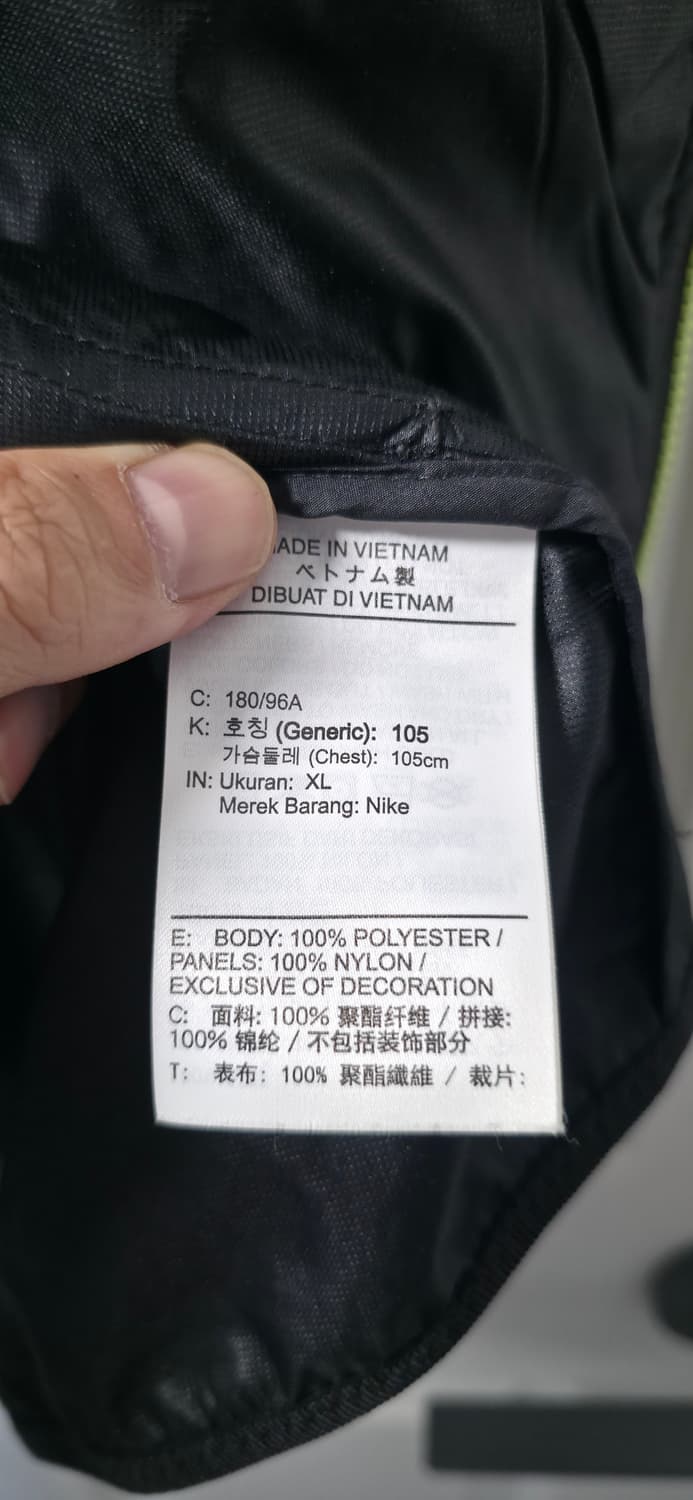 MADE IN VIETNAM
ベトナム製
DIBUAT DI VIETNAM
C: 180/96A
K: 호칭 (Generic): 105
가슴둘레 (Chest): 105cm
IN: Ukuran: XL
Merek Barang: Nike
E: BODY: 100% POLYESTER /
PANELS: 100% NYLON /
EXCLUSIVE OF DECORATION
C: 面料: 100% 聚酯纤维 / 拼接:
100% 锦纶 / 不包括装饰部分
T: 表布: 100% 聚酯纖維 / 裁片: